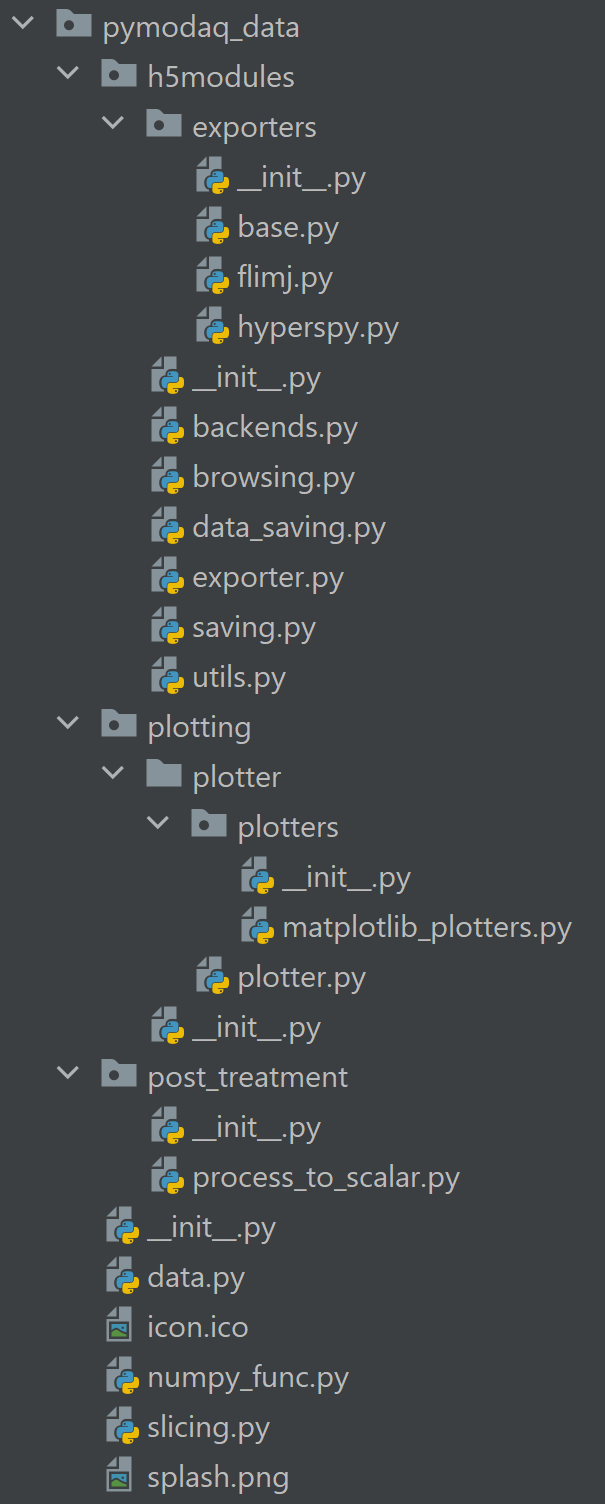 pymodaq_data
h5modules
exporters
__init__.py
base.py
flimj.py
hyperspy.py
__init__.py
backends.py
browsing.py
data_saving.py
exporter.py
saving.py
utils.py
plotting
plotter
plotters
__init__.py
matplotlib_plotters.py
plotter.py
__init__.py
post_treatment
__init__.py
process_to_scalar.py
__init__.py
data.py
icon.ico
numpy_func.py
slicing.py
splash.png